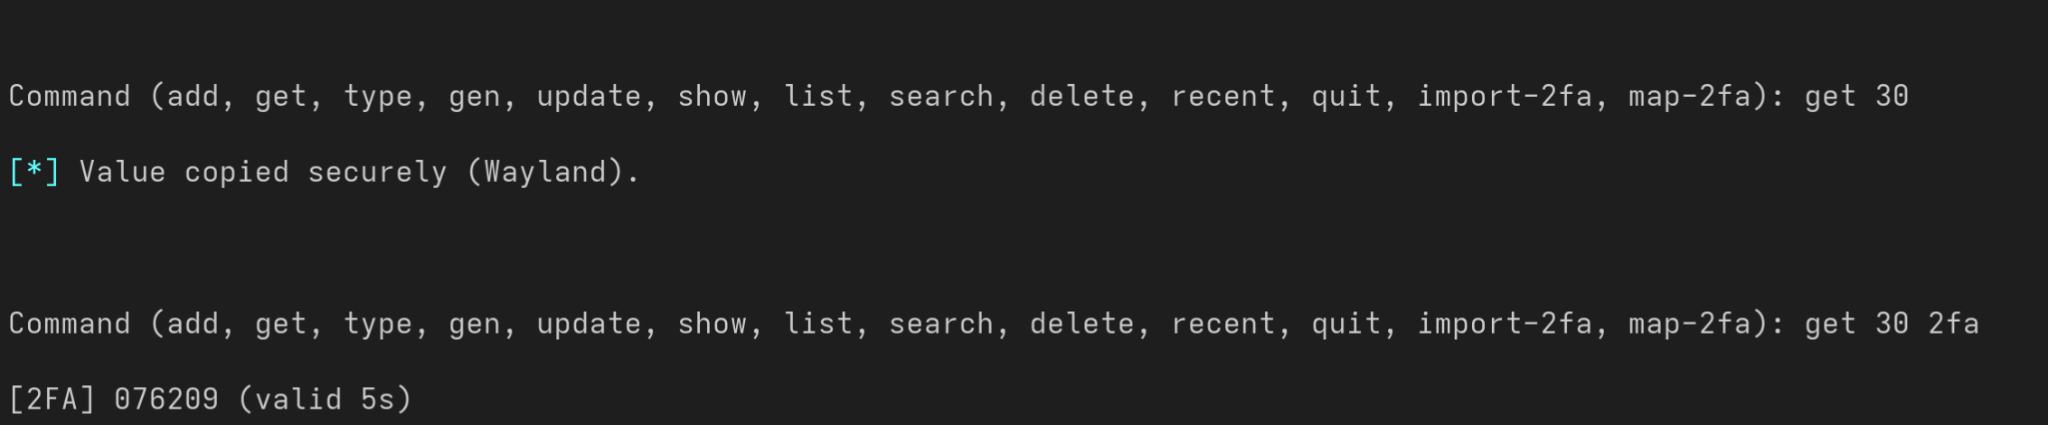 Command (add, get, type, gen, update, show, list, search, delete, recent, quit, import-2fa, map-2fa): get 30
[*] Value copied securely (Wayland).
Command (add, get, type, gen, update, show, list, search, delete, recent, quit, import-2fa, map-2fa): get 30 2fa
[2FA] 076209 (valid 5s)